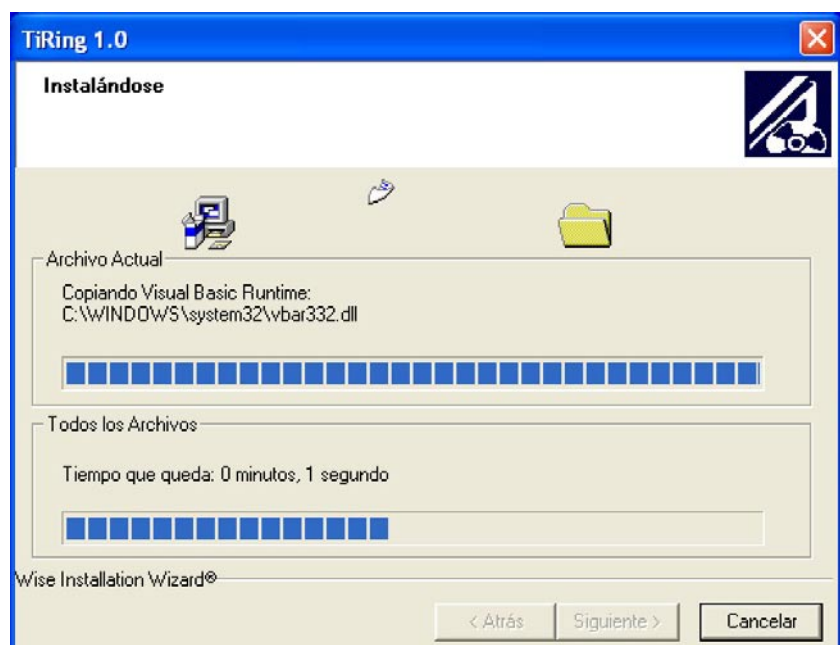 TiRing 1.0
Instalándose
Archivo Actual
Copiando Visual Basic Runtime:
C:\WINDOWS\system32\vbar332.dll
Todos los Archivos
Tiempo que queda: 0 minutos, 1 segundo
Wise Installation Wizard®
< Atrás
Siguiente >
Cancelar